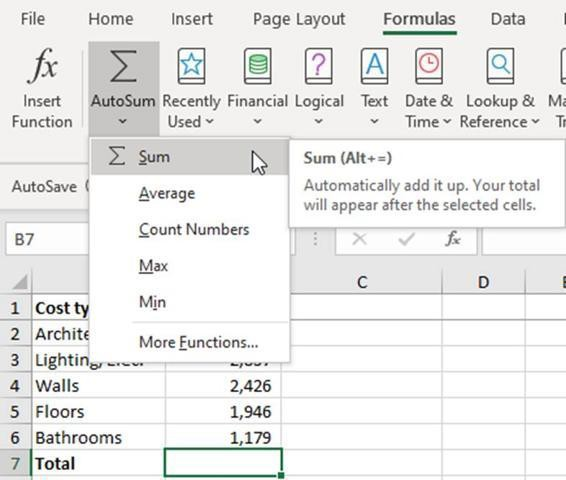 File Home Insert Page Layout Formulas Data
fx Σ ? A
Insert AutoSum Recently Financial Logical Text Date & Lookup & Ma
Function Used Time Reference Tr
Σ Sum
Average
Count Numbers
Max
Min
More Functions...
Sum (Alt+=)
Automatically add it up. Your total
will appear after the selected cells.
AutoSave
B7 fx
C D E
1 Cost ty
2 Archite
3 Lighting/Elec.
4 Walls 2,426
5 Floors 1,946
6 Bathrooms 1,179
7 Total